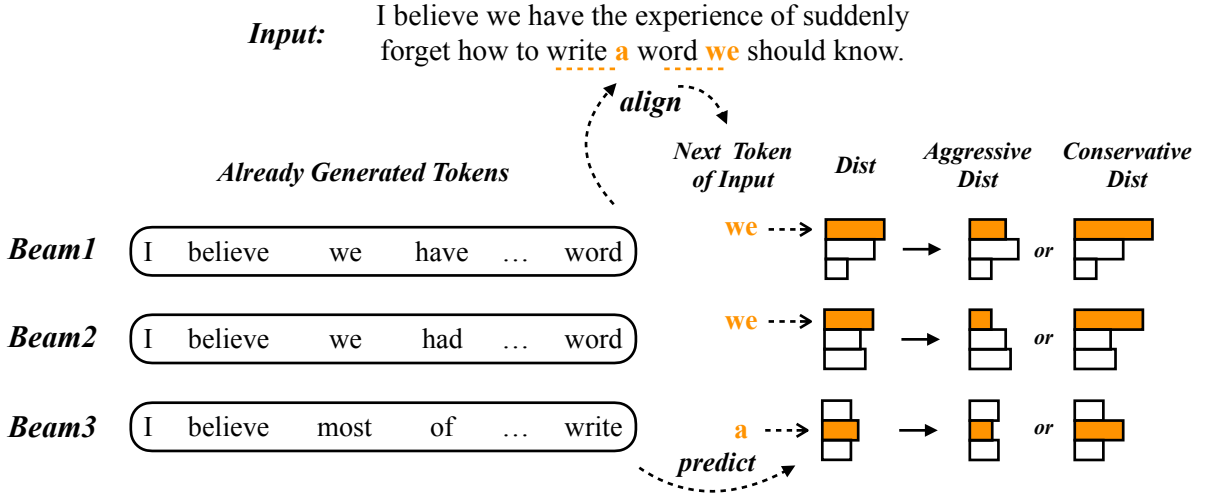 Input: I believe we have the experience of suddenly
forget how to write a word we should know.
align
Already Generated Tokens
Next Token
of Input
Dist
Aggressive
Dist
Conservative
Dist
Beam1 I believe we have … word we or
Beam2 I believe we had … word we or
Beam3 I believe most of … write a or
predict